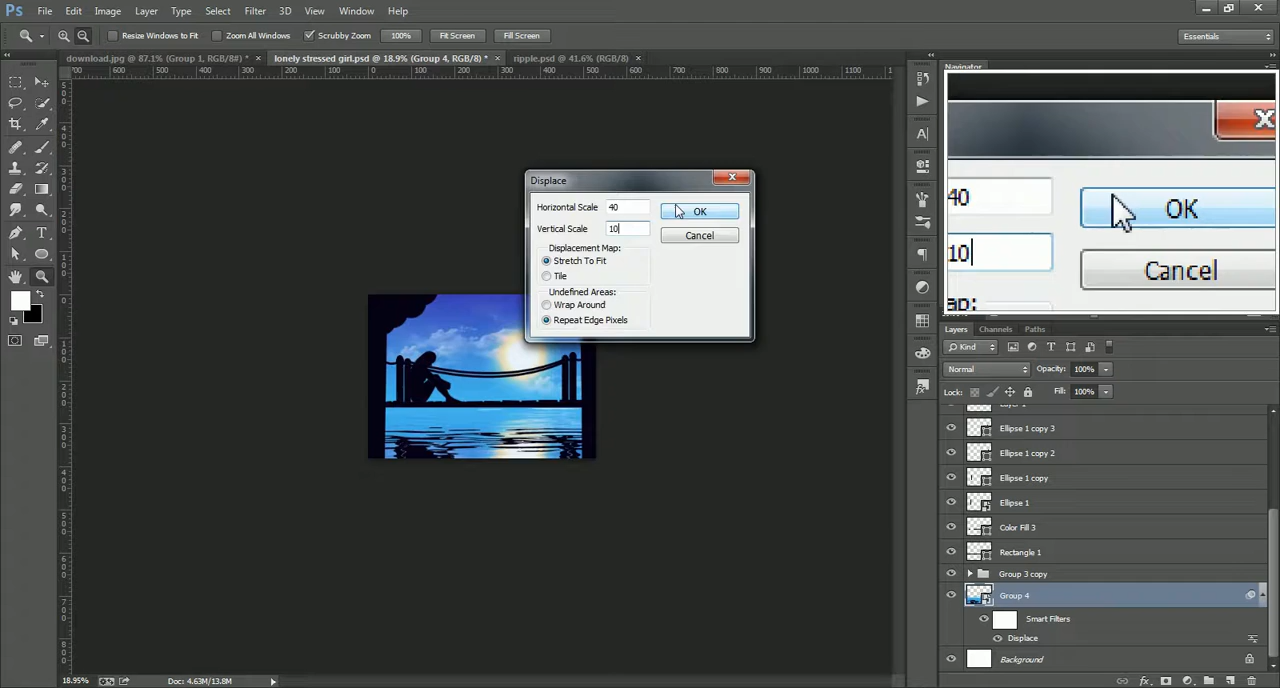 Ps File Edit Image Layer Type Select Filter 3D View Window Help
Resize Windows to Fit Zoom All Windows Scrubby Zoom 100% Fit Screen Fill Screen Essentials
download.jpg @ 87.1% (Group 1, RGB/8#) * × lonely stressed girl.psd @ 18.9% (Group 4, RGB/8) * × ripple.psd @ 41.6% (RGB/8) ×
Navigator
Displace
Horizontal Scale 40 OK
Vertical Scale 10 Cancel
Displacement Map:
Stretch To Fit
Tile
Undefined Areas:
Wrap Around
Repeat Edge Pixels
40 OK
10 Cancel
Layers Channels Paths
Kind
Normal Opacity: 100%
Lock: Fill: 100%
Ellipse 1 copy 3
Ellipse 1 copy 2
Ellipse 1 copy
Ellipse 1
Color Fill 3
Rectangle 1
Group 3 copy
Group 4
Smart Filters
Displace
Background
18.95% Doc: 4.63M/13.8M